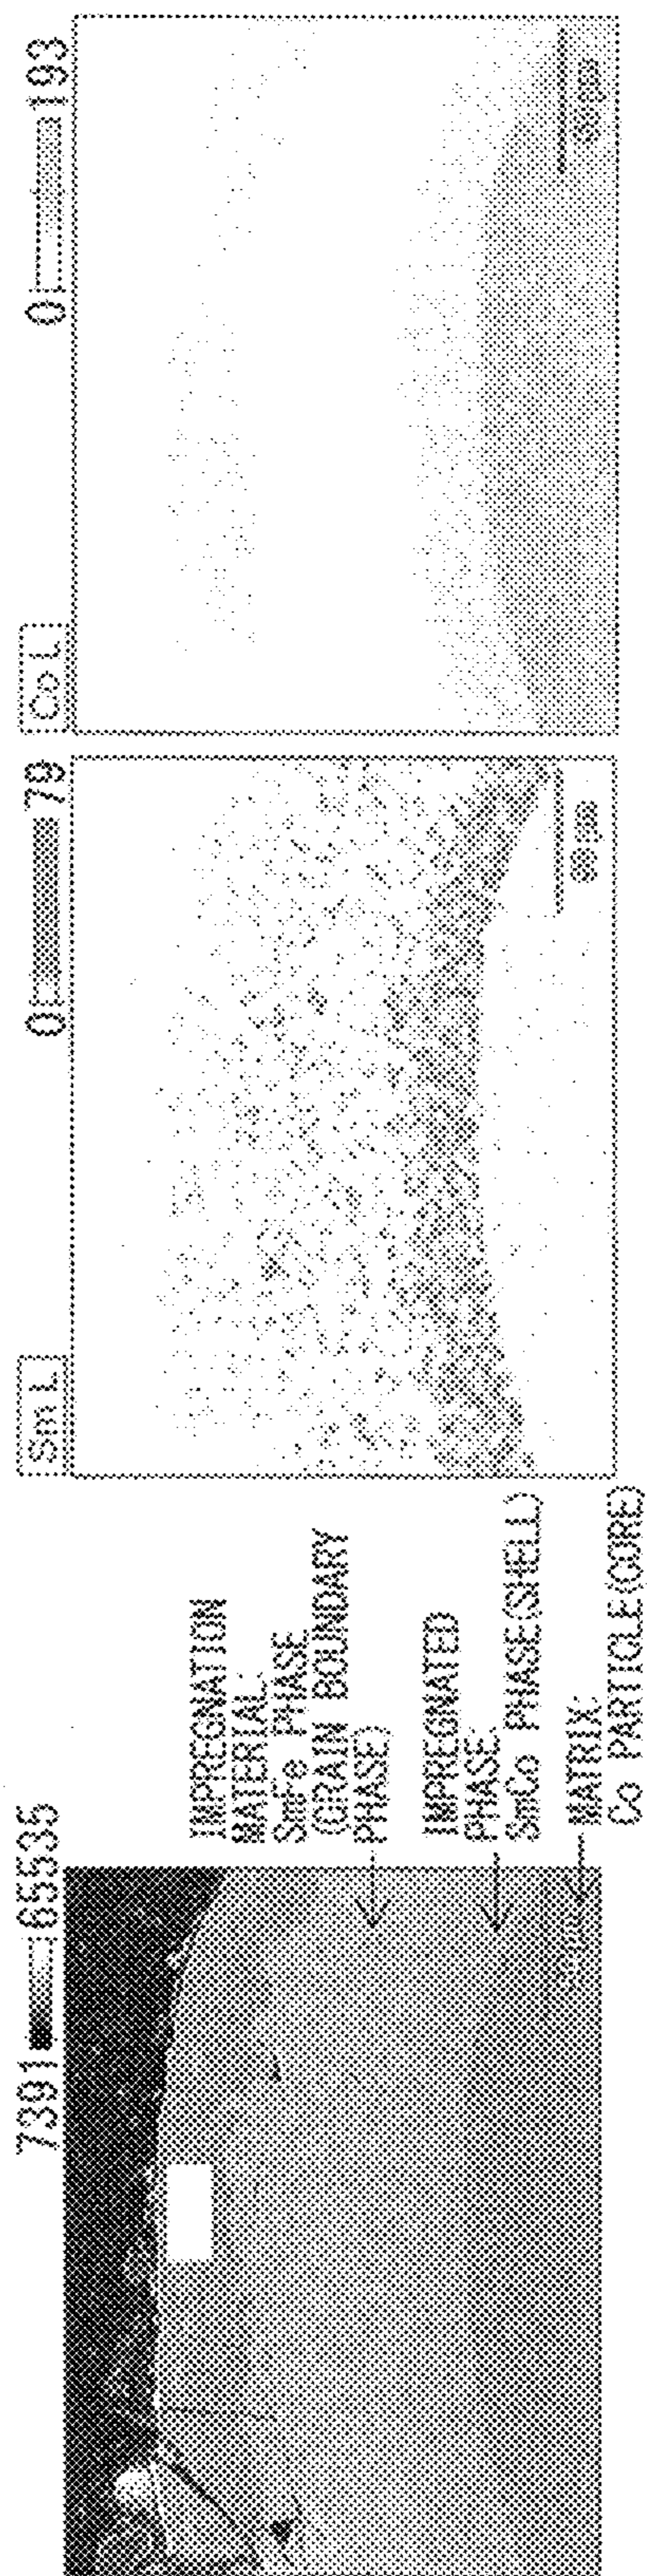 7391 65535
IMPREGNATION
MATERIAL:
SmFe PHASE
(GRAIN BOUNDARY
PHASE)
IMPREGNATED
PHASE:
SmCo PHASE(SHELL)
MATRIX:
Co PARTICLE(CORE)
Sm L
0 79
Co L
0 193